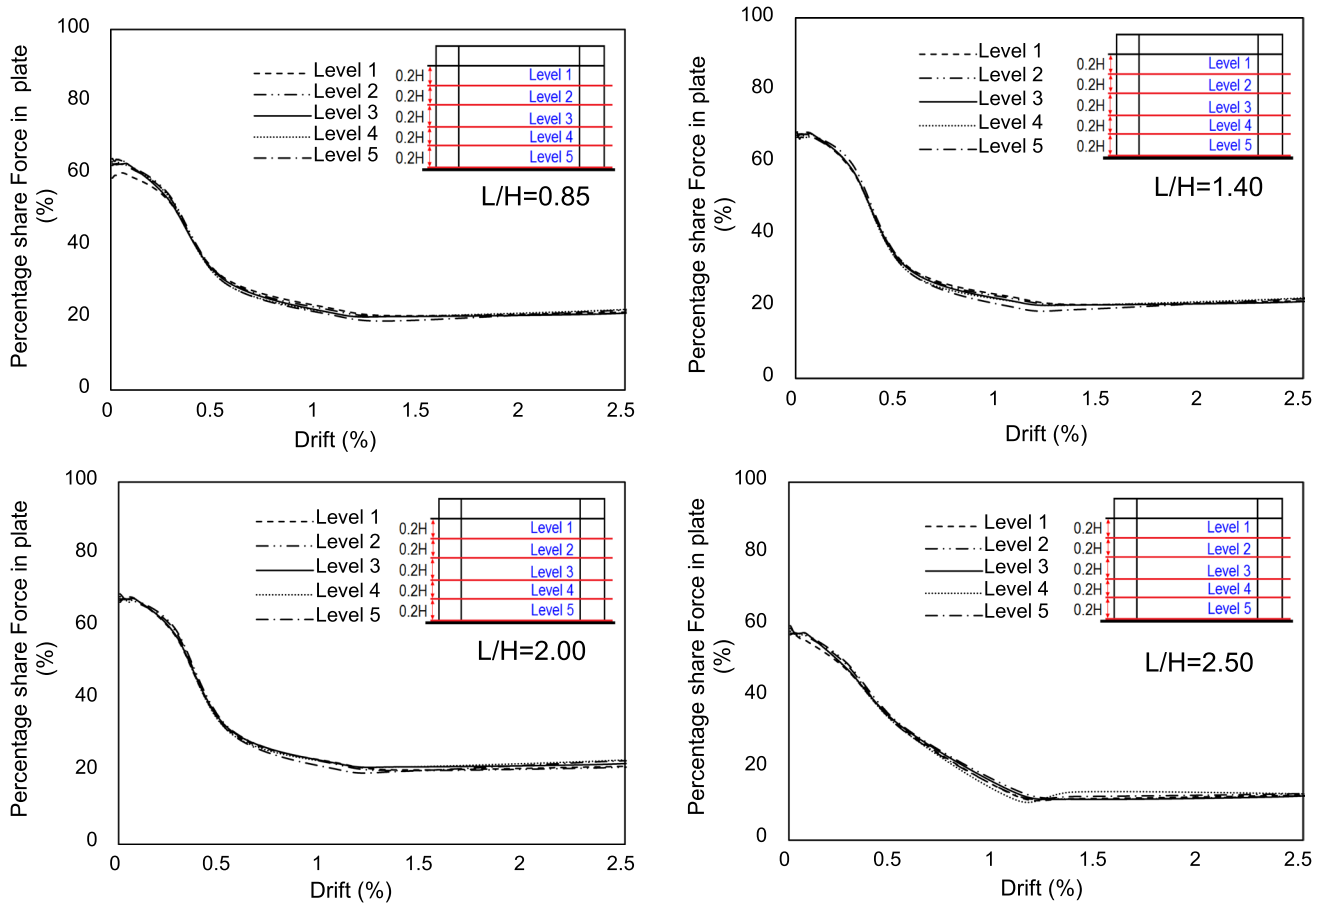 100
80
60
40
20
0
Percentage share Force in plate
(%)
Level 1
Level 2
Level 3
Level 4
Level 5
0.2H
0.2H
0.2H
0.2H
0.2H
Level 1
Level 2
Level 3
Level 4
Level 5
L/H=0.85
0 0.5 1 1.5 2 2.5
Drift (%)
100
80
60
40
20
0
Percentage share Force in plate
(%)
Level 1
Level 2
Level 3
Level 4
Level 5
0.2H
0.2H
0.2H
0.2H
0.2H
Level 1
Level 2
Level 3
Level 4
Level 5
L/H=1.40
0 0.5 1 1.5 2 2.5
Drift (%)
100
80
60
40
20
0
Percentage share Force in plate
(%)
Level 1
Level 2
Level 3
Level 4
Level 5
0.2H
0.2H
0.2H
0.2H
0.2H
Level 1
Level 2
Level 3
Level 4
Level 5
L/H=2.00
0 0.5 1 1.5 2 2.5
Drift (%)
100
80
60
40
20
0
Percentage share Force in plate
(%)
Level 1
Level 2
Level 3
Level 4
Level 5
0.2H
0.2H
0.2H
0.2H
0.2H
Level 1
Level 2
Level 3
Level 4
Level 5
L/H=2.50
0 0.5 1 1.5 2 2.5
Drift (%)